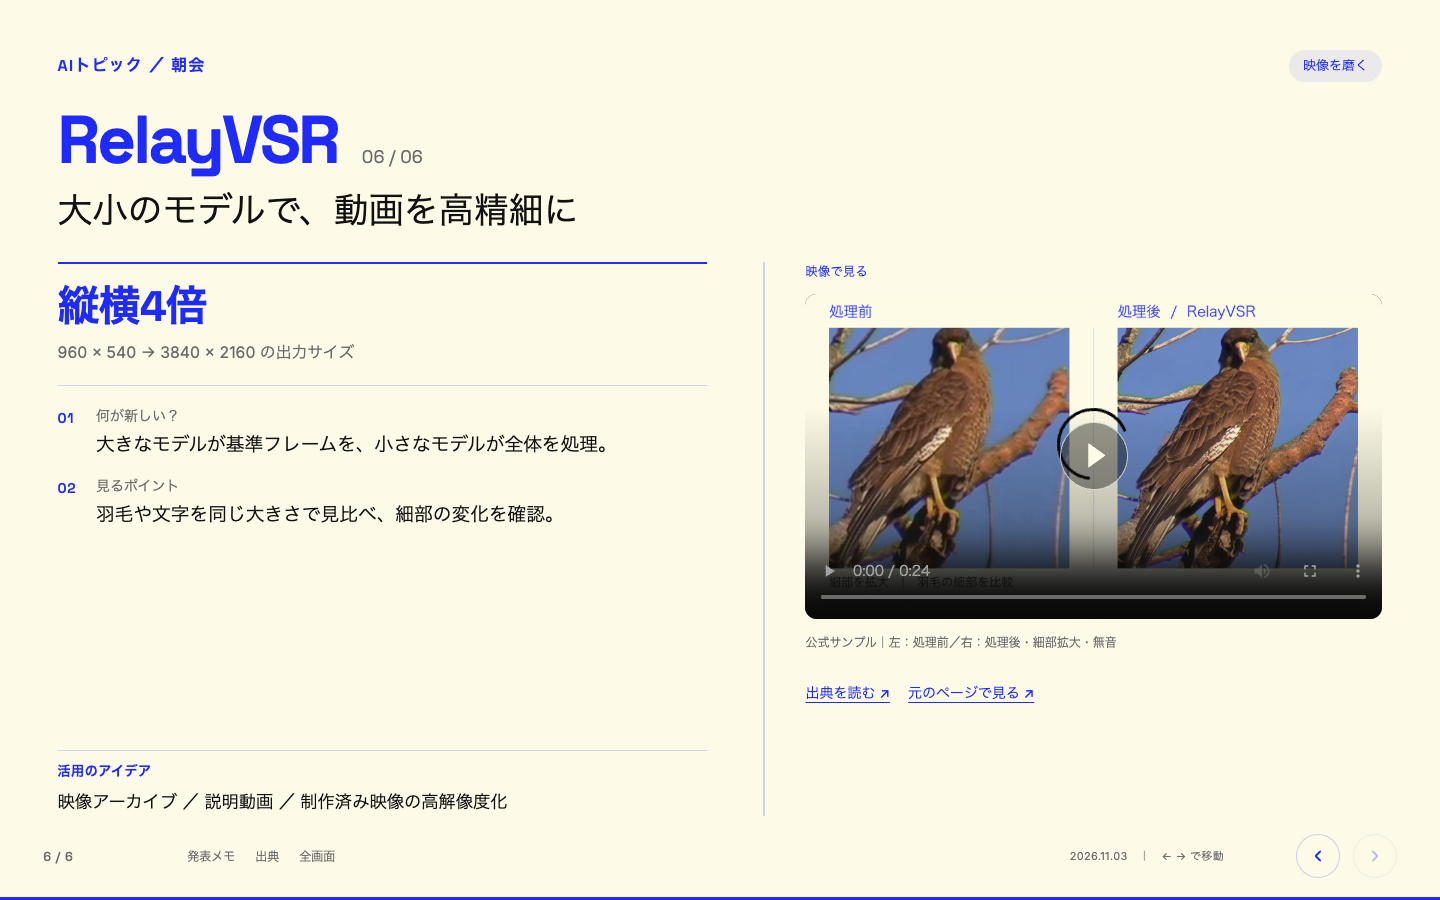 AIトピック ／ 朝会
映像を磨く
RelayVSR 06 / 06
大小のモデルで、動画を高精細に
縦横4倍
960 × 540 → 3840 × 2160 の出力サイズ
01 何が新しい？
大きなモデルが基準フレームを、小さなモデルが全体を処理。
02 見るポイント
羽毛や文字を同じ大きさで見比べ、細部の変化を確認。
活用のアイデア
映像アーカイブ ／ 説明動画 ／ 制作済み映像の高解像度化
映像で見る
処理前
処理後 / RelayVSR
0:00 / 0:24
細部を拡大 | 羽毛の細部を比較
公式サンプル｜左：処理前／右：処理後・細部拡大・無音
出典を読む ↗ 元のページで見る ↗
6 / 6
発表メモ 出典 全画面
2026.11.03 | ← → で移動